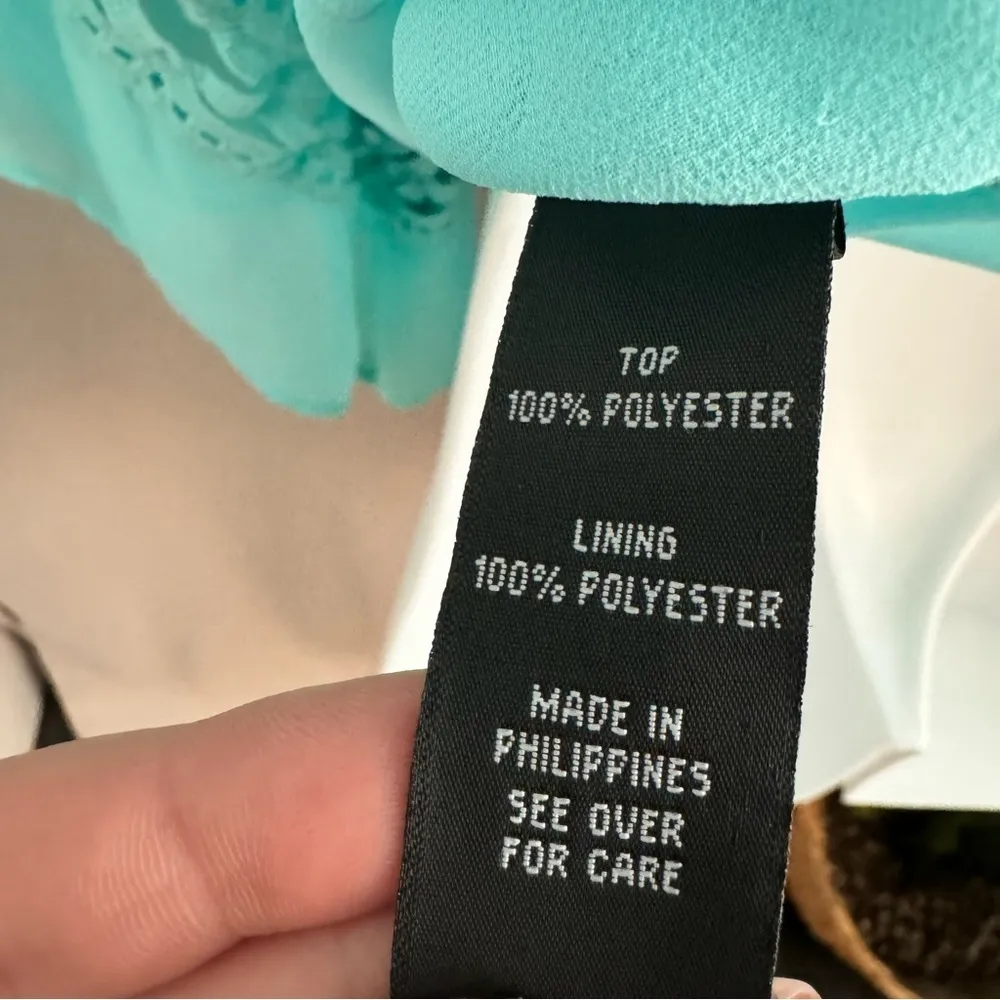 TOP
100% POLYESTER
LINING
100% POLYESTER
MADE IN
PHILIPPINES
SEE OVER
FOR CARE